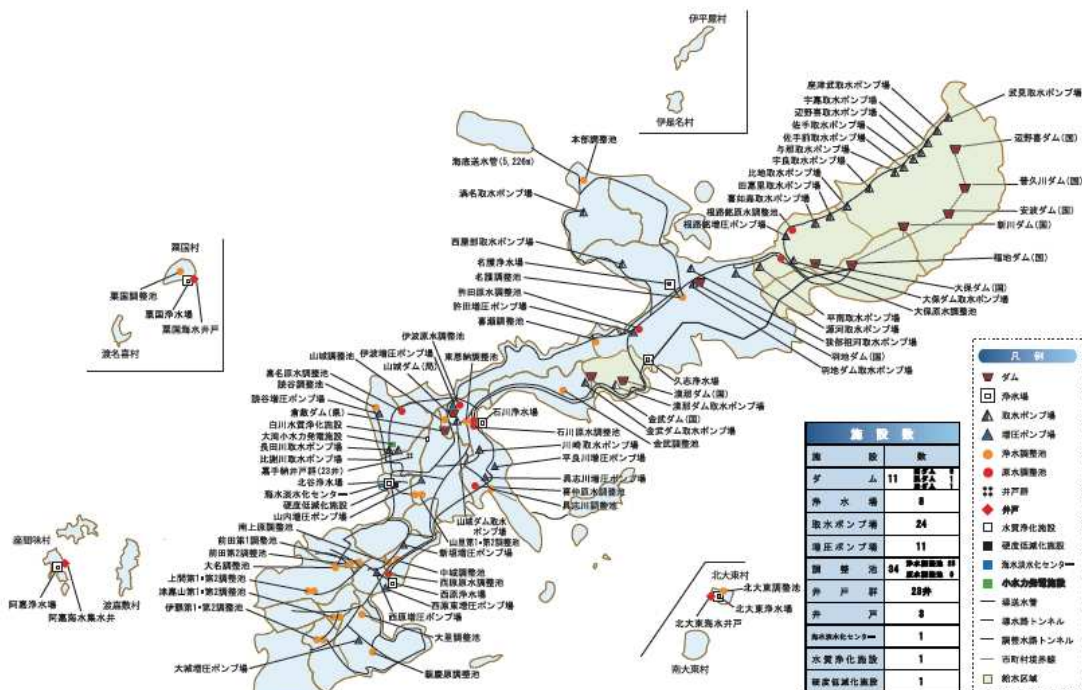 伊平屋村
伊是名村
座津武取水ポンプ場
宇嘉取水ポンプ場
辺野喜取水ポンプ場
佐手取水ポンプ場
佐手前取水ポンプ場
与那取水ポンプ場
宇良取水ポンプ場
比地取水ポンプ場
田嘉里取水ポンプ場
喜如嘉取水ポンプ場
根路銘原水調整池
根路銘増圧ポンプ場
武見取水ポンプ場
辺野喜ダム(国)
普久川ダム(国)
安波ダム(国)
新川ダム(国)
福地ダム(国)
大保ダム(国)
大保ダム取水ポンプ場
大保原水調整池
本部調整池
海底送水管(5,226m)
満名取水ポンプ場
西屋部取水ポンプ場
名護浄水場
名護調整池
許田原水調整池
許田増圧ポンプ場
喜瀬調整池
平南取水ポンプ場
源河取水ポンプ場
我部祖河取水ポンプ場
羽地ダム(国)
羽地ダム取水ポンプ場
久志浄水場
漢那ダム(国)
漢那ダム取水ポンプ場
金武ダム(国)
金武ダム取水ポンプ場
金武調整池
粟国村
粟国調整池
粟国浄水場
粟国海水井戸
渡名喜村
伊波原水調整池
伊波増圧ポンプ場
東恩納調整池
山城調整池
山城ダム(局)
喜名原水調整池
読谷調整池
読谷増圧ポンプ場
倉敷ダム(県)
白川水質浄化施設
大湾小水力発電施設
長田川取水ポンプ場
比謝川取水ポンプ場
嘉手納井戸群(23井)
北谷浄水場
海水淡水化センター
硬度低減化施設
山内増圧ポンプ場
石川浄水場
石川原水調整池
川崎取水ポンプ場
平良川増圧ポンプ場
具志川増圧ポンプ場
喜仲原水調整池
具志川調整池
山城ダム取水
ポンプ場
山里第1・第2調整池
新垣増圧ポンプ場
南上原調整池
前田第1調整池
前田第2調整池
大名調整池
上間第1・第2調整池
津嘉山第1・第2調整池
伊覇第1・第2調整池
中城調整池
西原原水調整池
西原浄水場
西原東増圧ポンプ場
西原増圧ポンプ場
大里調整池
新慶原調整池
大城増圧ポンプ場
座間味村
阿嘉浄水場
阿嘉海水集水井
渡嘉敷村
北大東村
北大東調整池
北大東浄水場
北大東海水井戸
南大東村
施設数
施設 数
ダム 11
浄水場 8
取水ポンプ場 24
増圧ポンプ場 11
調整池 34
井戸群 23井
井戸 3
海水淡水化センター 1
水質浄化施設 1
硬度低減化施設 1
凡例
ダム
浄水場
取水ポンプ場
増圧ポンプ場
浄水調整池
原水調整池
井戸群
井戸
水質浄化施設
硬度低減化施設
海水淡水化センター
小水力発電施設
導送水管
導水路トンネル
調整水路トンネル
市町村境界線
給水区域